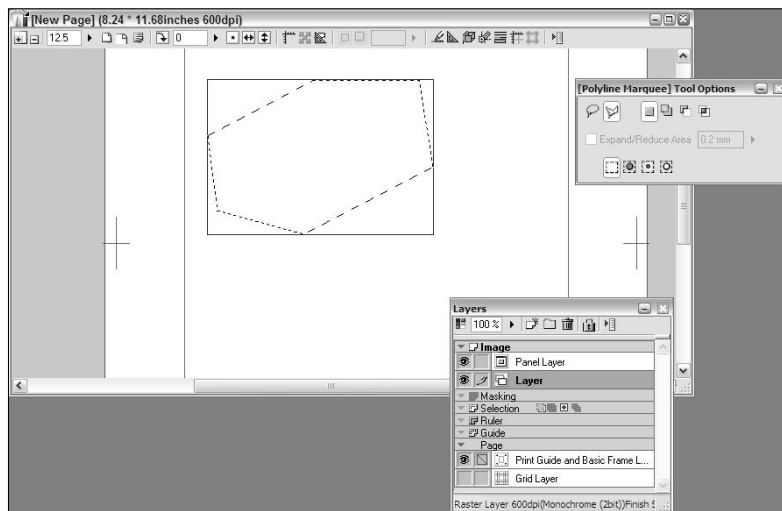 [New Page] (8.24 * 11.68inches 600dpi)
12.5
0
[Polyline Marquee] Tool Options
Expand/Reduce Area 0.2 mm
Layers
100 %
Image
Panel Layer
Layer
Masking
Selection
Ruler
Guide
Page
Print Guide and Basic Frame L...
Grid Layer
Raster Layer 600dpi(Monochrome (2bit))Finish